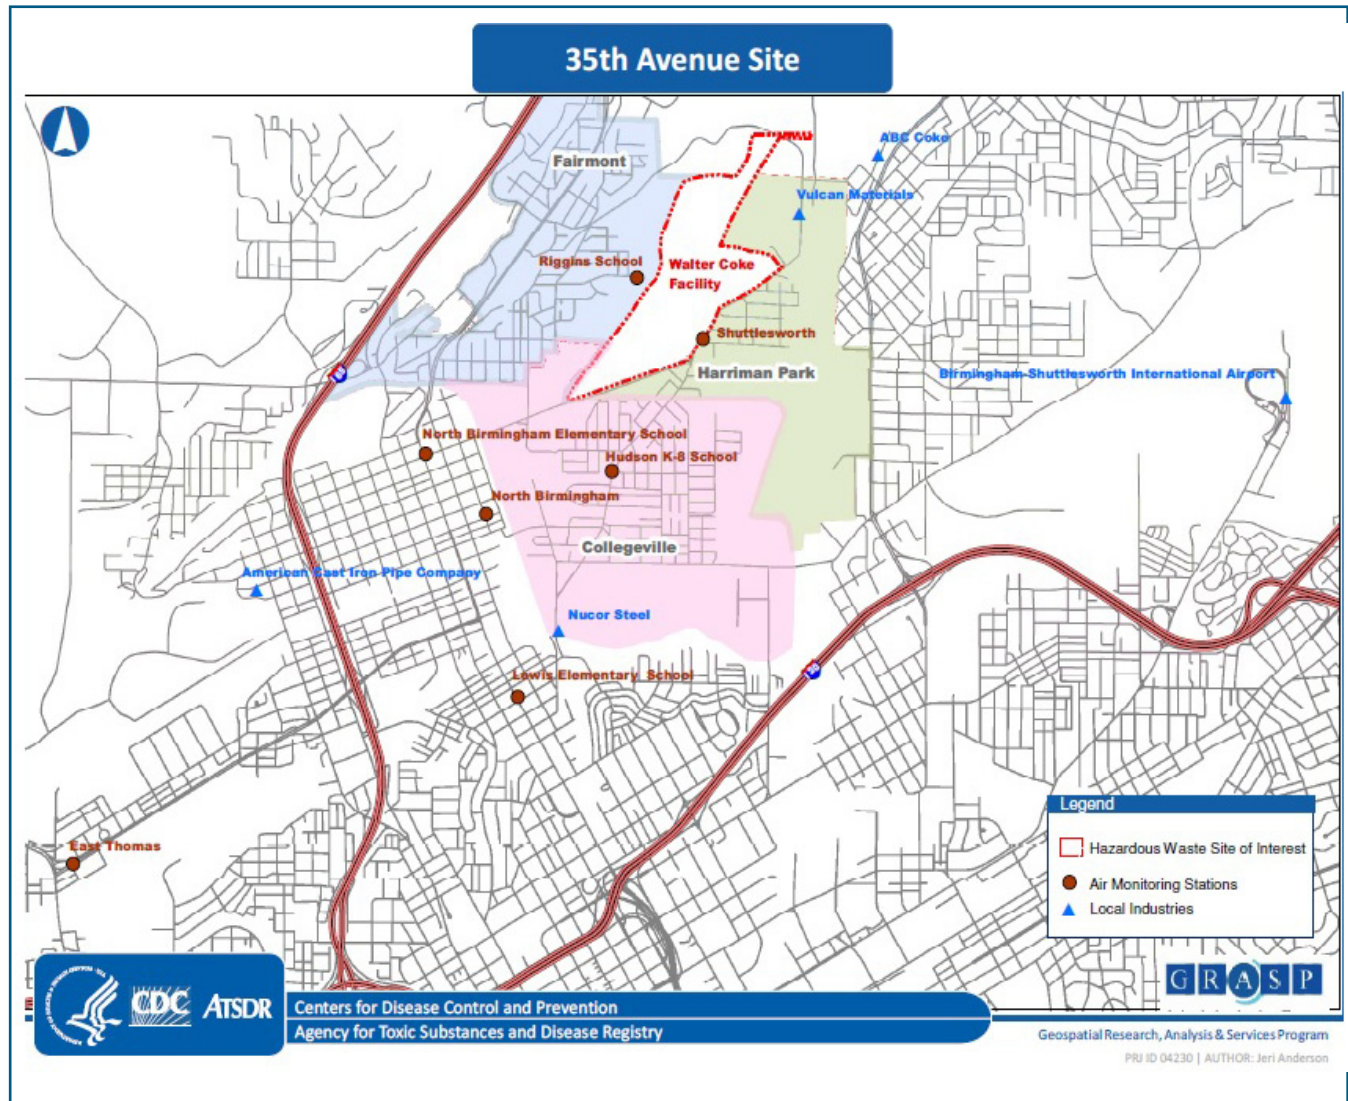 35th Avenue Site
ABC Coke
Fairmont
Vulcan Materials
Riggins School
Walter Coke
Facility
Shuttlesworth
Harriman Park
Birmingham-Shuttlesworth International Airport
North Birmingham Elementary School
Hudson K-8 School
North Birmingham
Collegeville
American Cast Iron Pipe Company
Nucor Steel
Lewis Elementary School
East Thomas
Legend
Hazardous Waste Site of Interest
Air Monitoring Stations
Local Industries
GRASP
CDC
ATSDR
Centers for Disease Control and Prevention
Agency for Toxic Substances and Disease Registry
Geospatial Research, Analysis & Services Program
PRJ ID 04230 | AUTHOR: Jeri Anderson